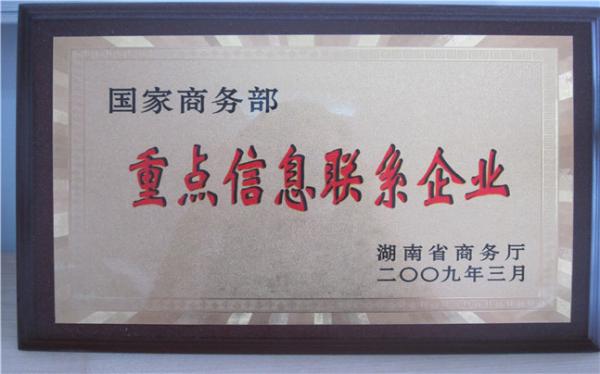 国家商务部
重点信息联系企业
湖南省商务厅
二〇〇九年三月